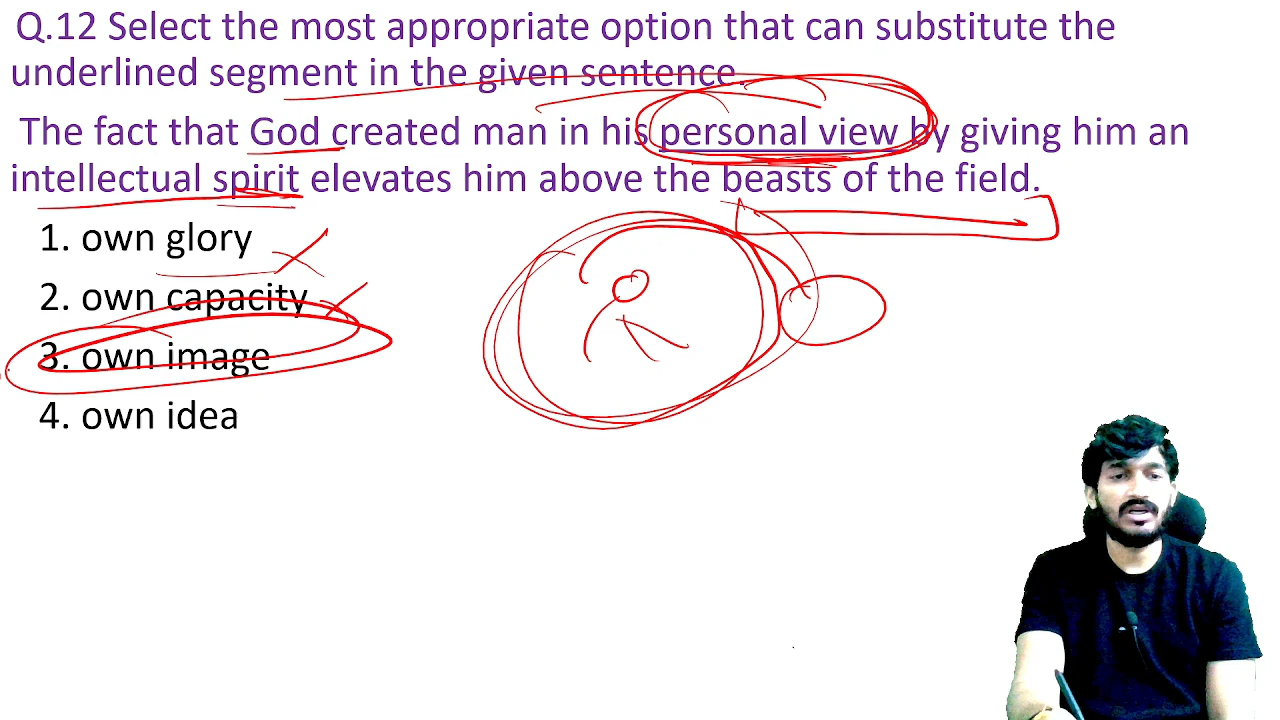 Q.12 Select the most appropriate option that can substitute the
underlined segment in the given sentence.
The fact that God created man in his personal view by giving him an
intellectual spirit elevates him above the beasts of the field.
1. own glory
2. own capacity
3. own image
4. own idea